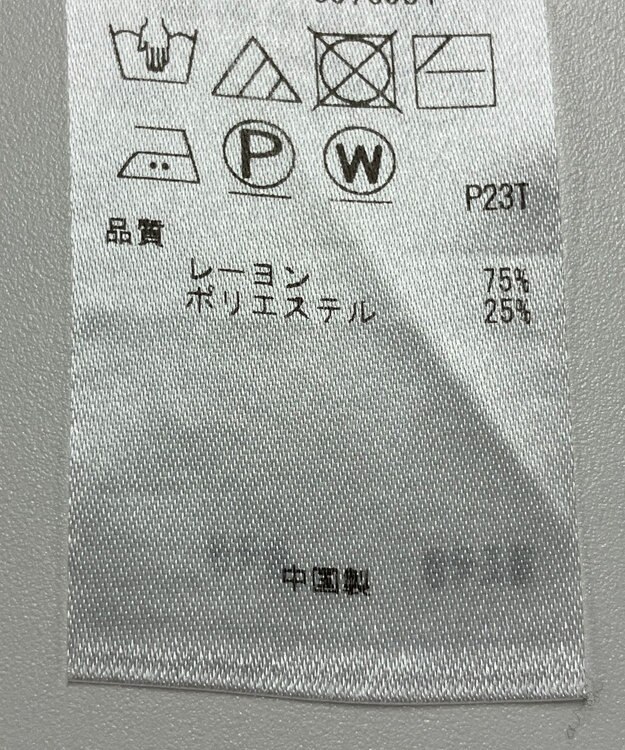 P W
P23T
品質
レーヨン 75%
ポリエステル 25%
中国製